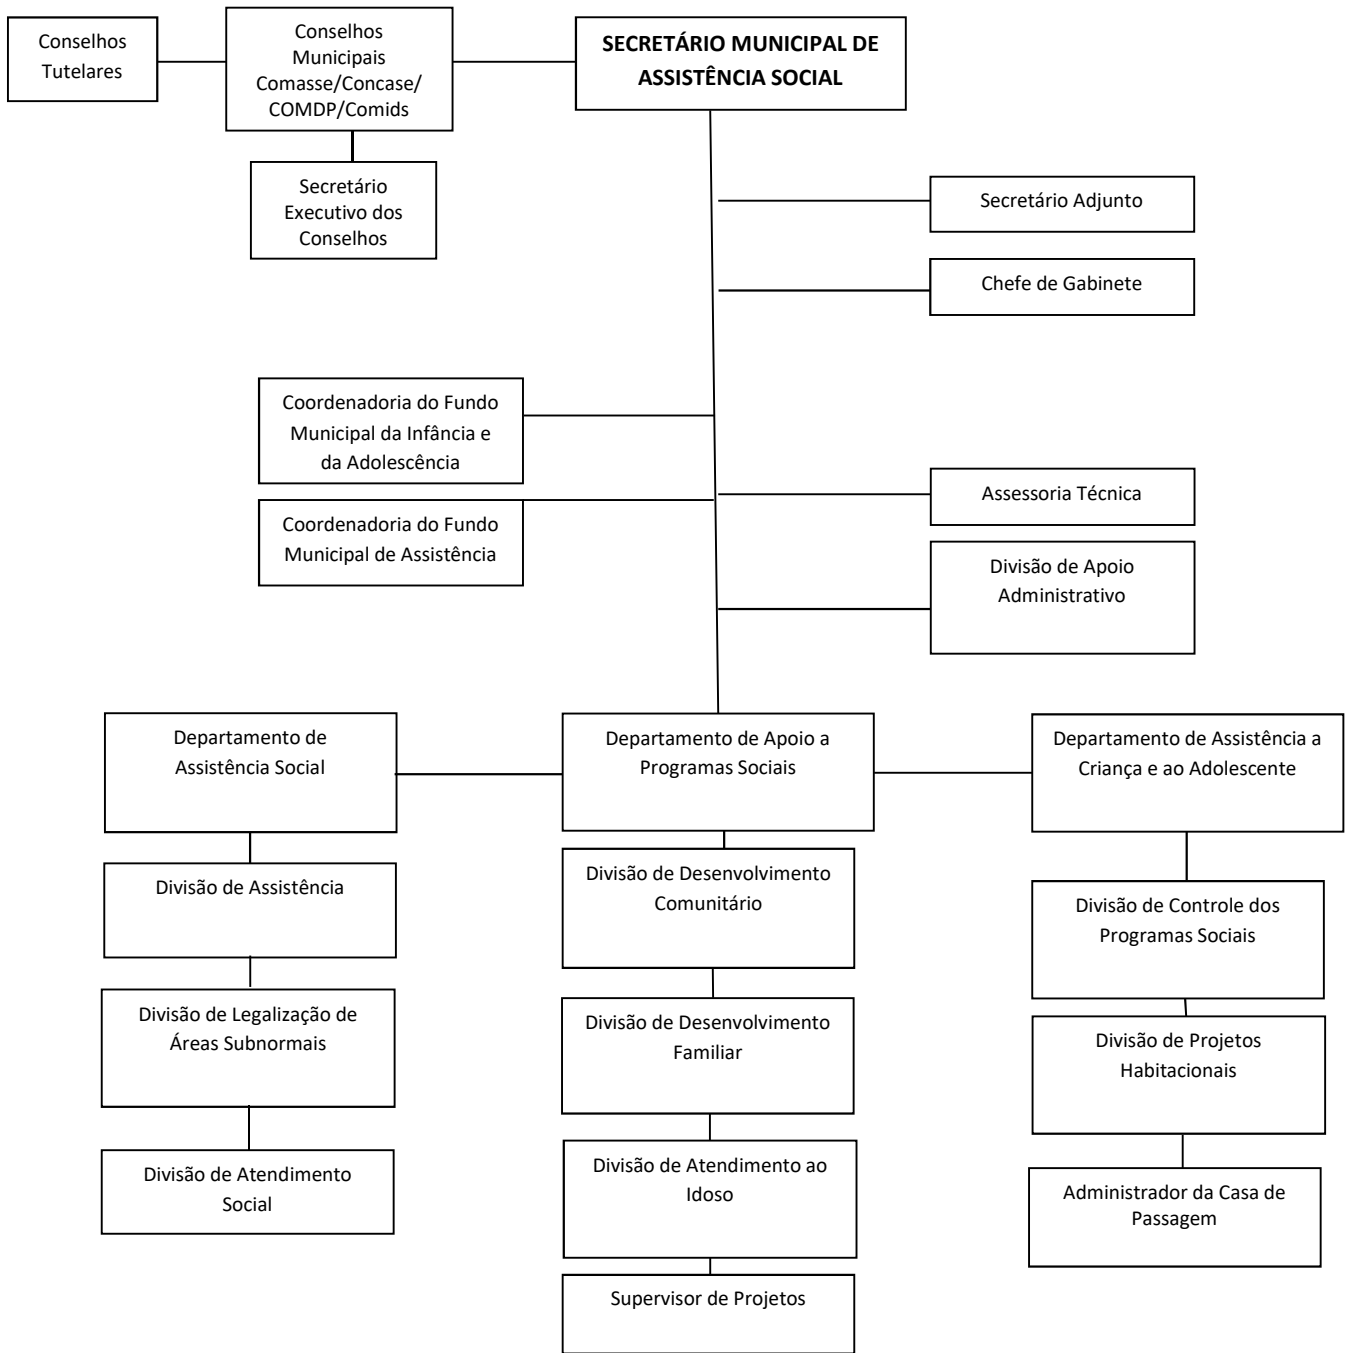 Conselhos
Tutelares
Conselhos
Municipais
Comasse/Concase/
COMDP/Comids
SECRETÁRIO MUNICIPAL DE
ASSISTÊNCIA SOCIAL
Secretário
Executivo dos
Conselhos
Secretário Adjunto
Chefe de Gabinete
Coordenadoria do Fundo
Municipal da Infância e
da Adolescência
Assessoria Técnica
Coordenadoria do Fundo
Municipal de Assistência
Divisão de Apoio
Administrativo
Departamento de
Assistência Social
Departamento de Apoio a
Programas Sociais
Departamento de Assistência a
Criança e ao Adolescente
Divisão de Assistência
Divisão de Desenvolvimento
Comunitário
Divisão de Controle dos
Programas Sociais
Divisão de Legalização de
Áreas Subnormais
Divisão de Desenvolvimento
Familiar
Divisão de Projetos
Habitacionais
Divisão de Atendimento
Social
Divisão de Atendimento ao
Idoso
Administrador da Casa de
Passagem
Supervisor de Projetos